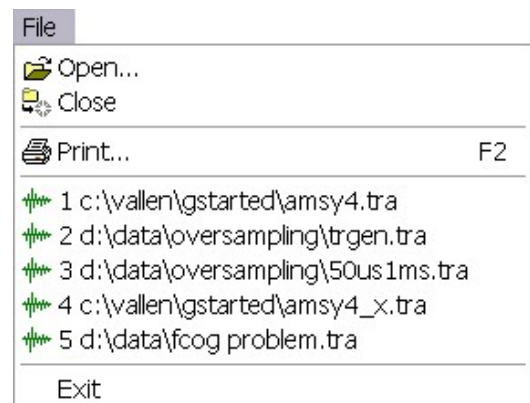 File
Open...
Close
Print... F2
1 c:\vallen\gstarted\amsy4.tra
2 d:\data\oversampling\trgen.tra
3 d:\data\oversampling\50us1ms.tra
4 c:\vallen\gstarted\amsy4_x.tra
5 d:\data\fcog problem.tra
Exit